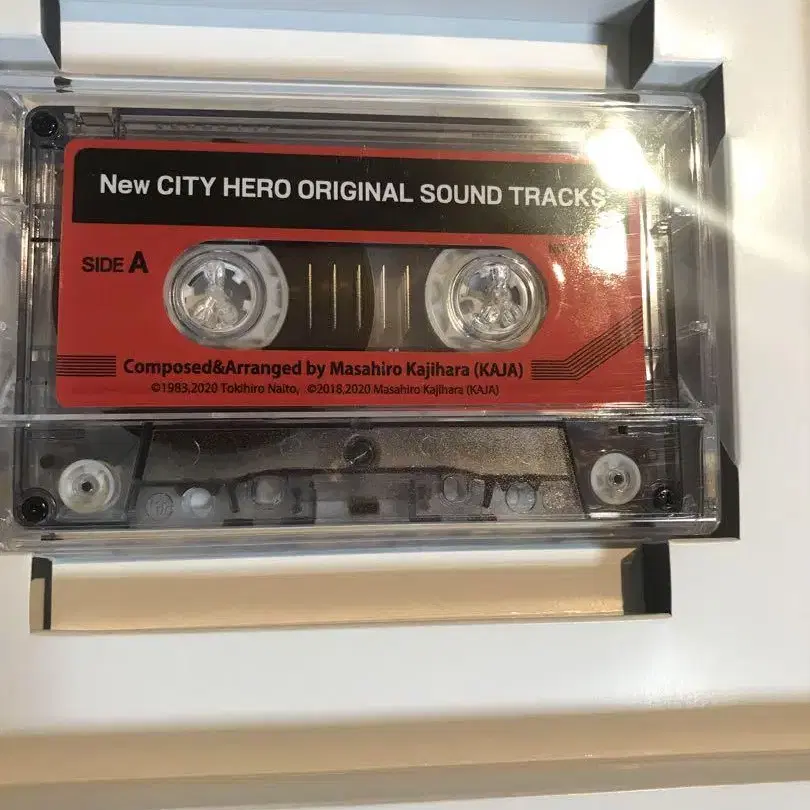 New CITY HERO ORIGINAL SOUND TRACKS
SIDE A
Composed&Arranged by Masahiro Kajihara (KAJA)
©1983,2020 Tokihiro Naito, ©2018,2020 Masahiro Kajihara (KAJA)